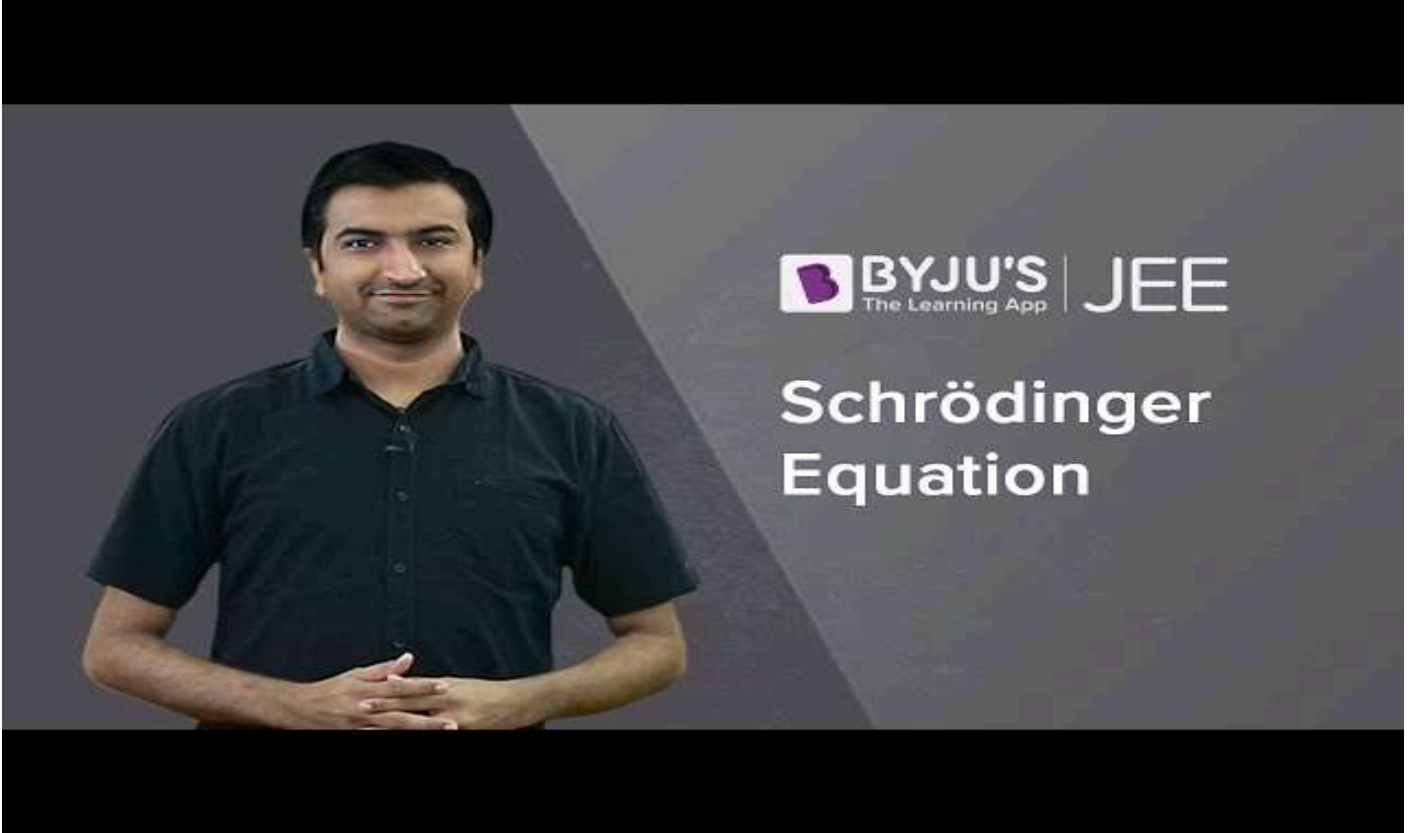 BYJU'S
The Learning App
JEE
Schrödinger
Equation